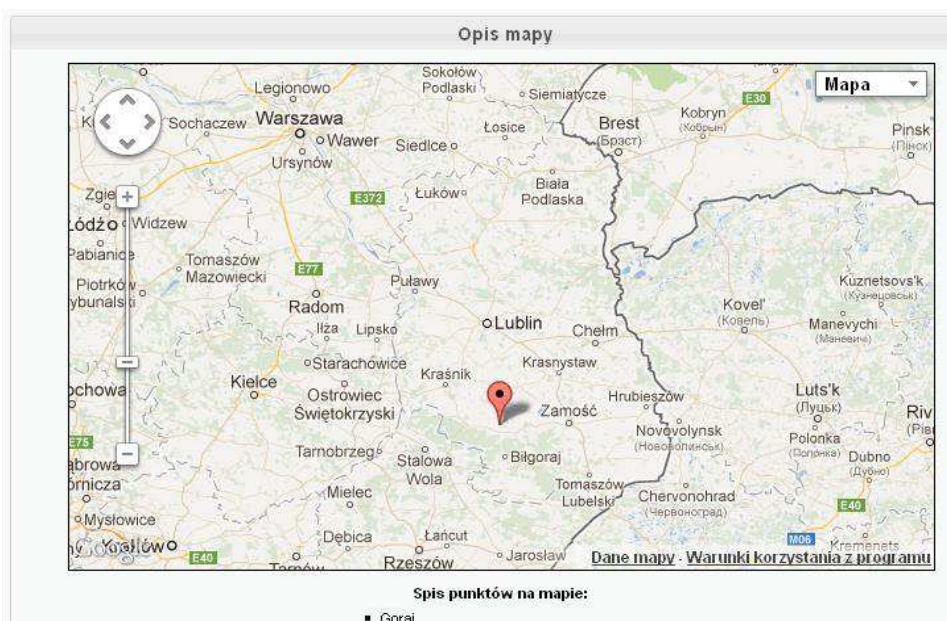 Opis mapy
Sokołów
Podlaski
Legionowo
Siemiatycze
Mapa
E30
Warszawa
Sochaczew
Wawer
Łosice
Brest
(Брэст)
Kobryn
(Кобрын)
Pinsk
(Пінск)
Siedlce
Ursynów
Biała
Podlaska
E372
Łuków
Widzew
Pabianice
Tomaszów
Mazowiecki
E77
Piotrków
Puławy
Kuznetsovs'k
(Кузнецовськ)
Radom
Kovel'
(Ковель)
Iłża
Lipsko
Lublin
Chełm
Manevychi
(Маневичі)
Starachowice
Krasnystaw
Kraśnik
Kielce
Ostrowiec
Świętokrzyski
Hrubieszów
Luts'k
(Луцьк)
Zamość
Novovolynsk
(Нововолинськ)
E75
Tarnobrzeg
Stalowa
Wola
Biłgoraj
Polonka
(Полонка)
Dubno
(Дубно)
Mielec
Tomaszów
Lubelski
Chervonohrad
(Червоноград)
E40
Mysłowice
Dębica
Łańcut
M06
Kremenets
Google
E40
Tarnów
Rzeszów
Jarosław
Dane mapy - Warunki korzystania z programu
Spis punktów na mapie:
Goraj